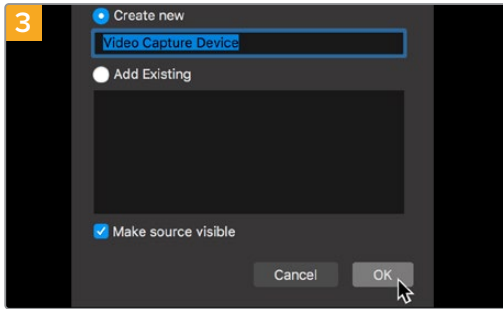 3
Create new
Video Capture Device
Add Existing
Make source visible
Cancel OK